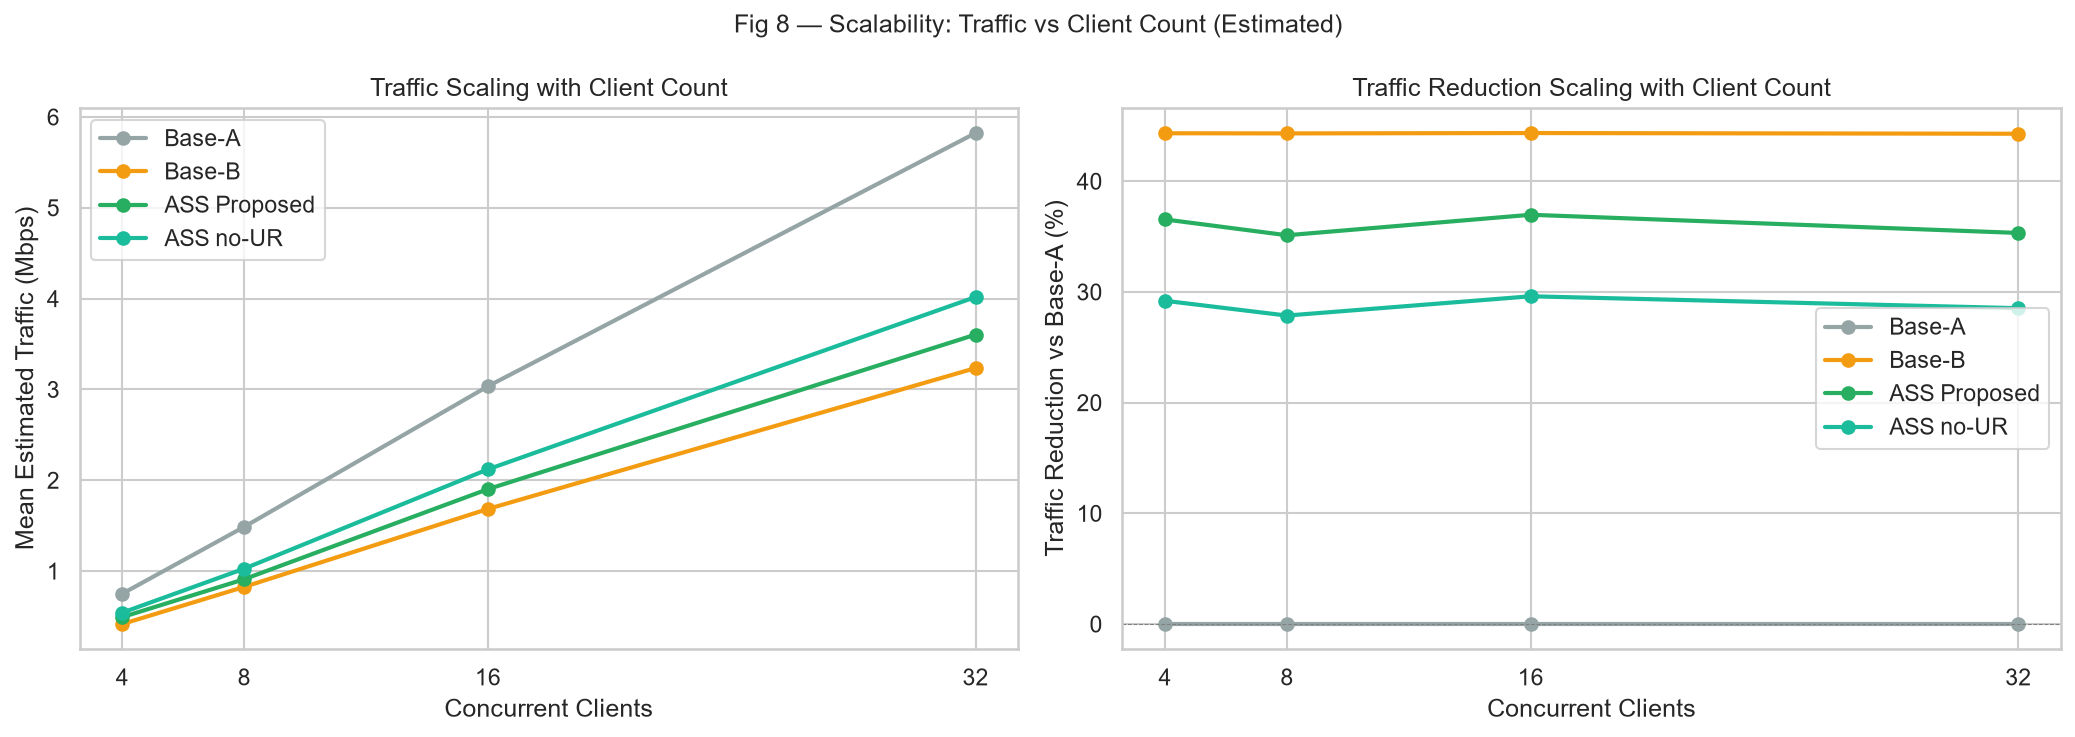 Fig 8 — Scalability: Traffic vs Client Count (Estimated)
Traffic Scaling with Client Count
Mean Estimated Traffic (Mbps)
6
5
4
3
2
1
Base-A
Base-B
ASS Proposed
ASS no-UR
4 8 16 32
Concurrent Clients
Traffic Reduction Scaling with Client Count
Traffic Reduction vs Base-A (%)
40
30
20
10
0
Base-A
Base-B
ASS Proposed
ASS no-UR
4 8 16 32
Concurrent Clients